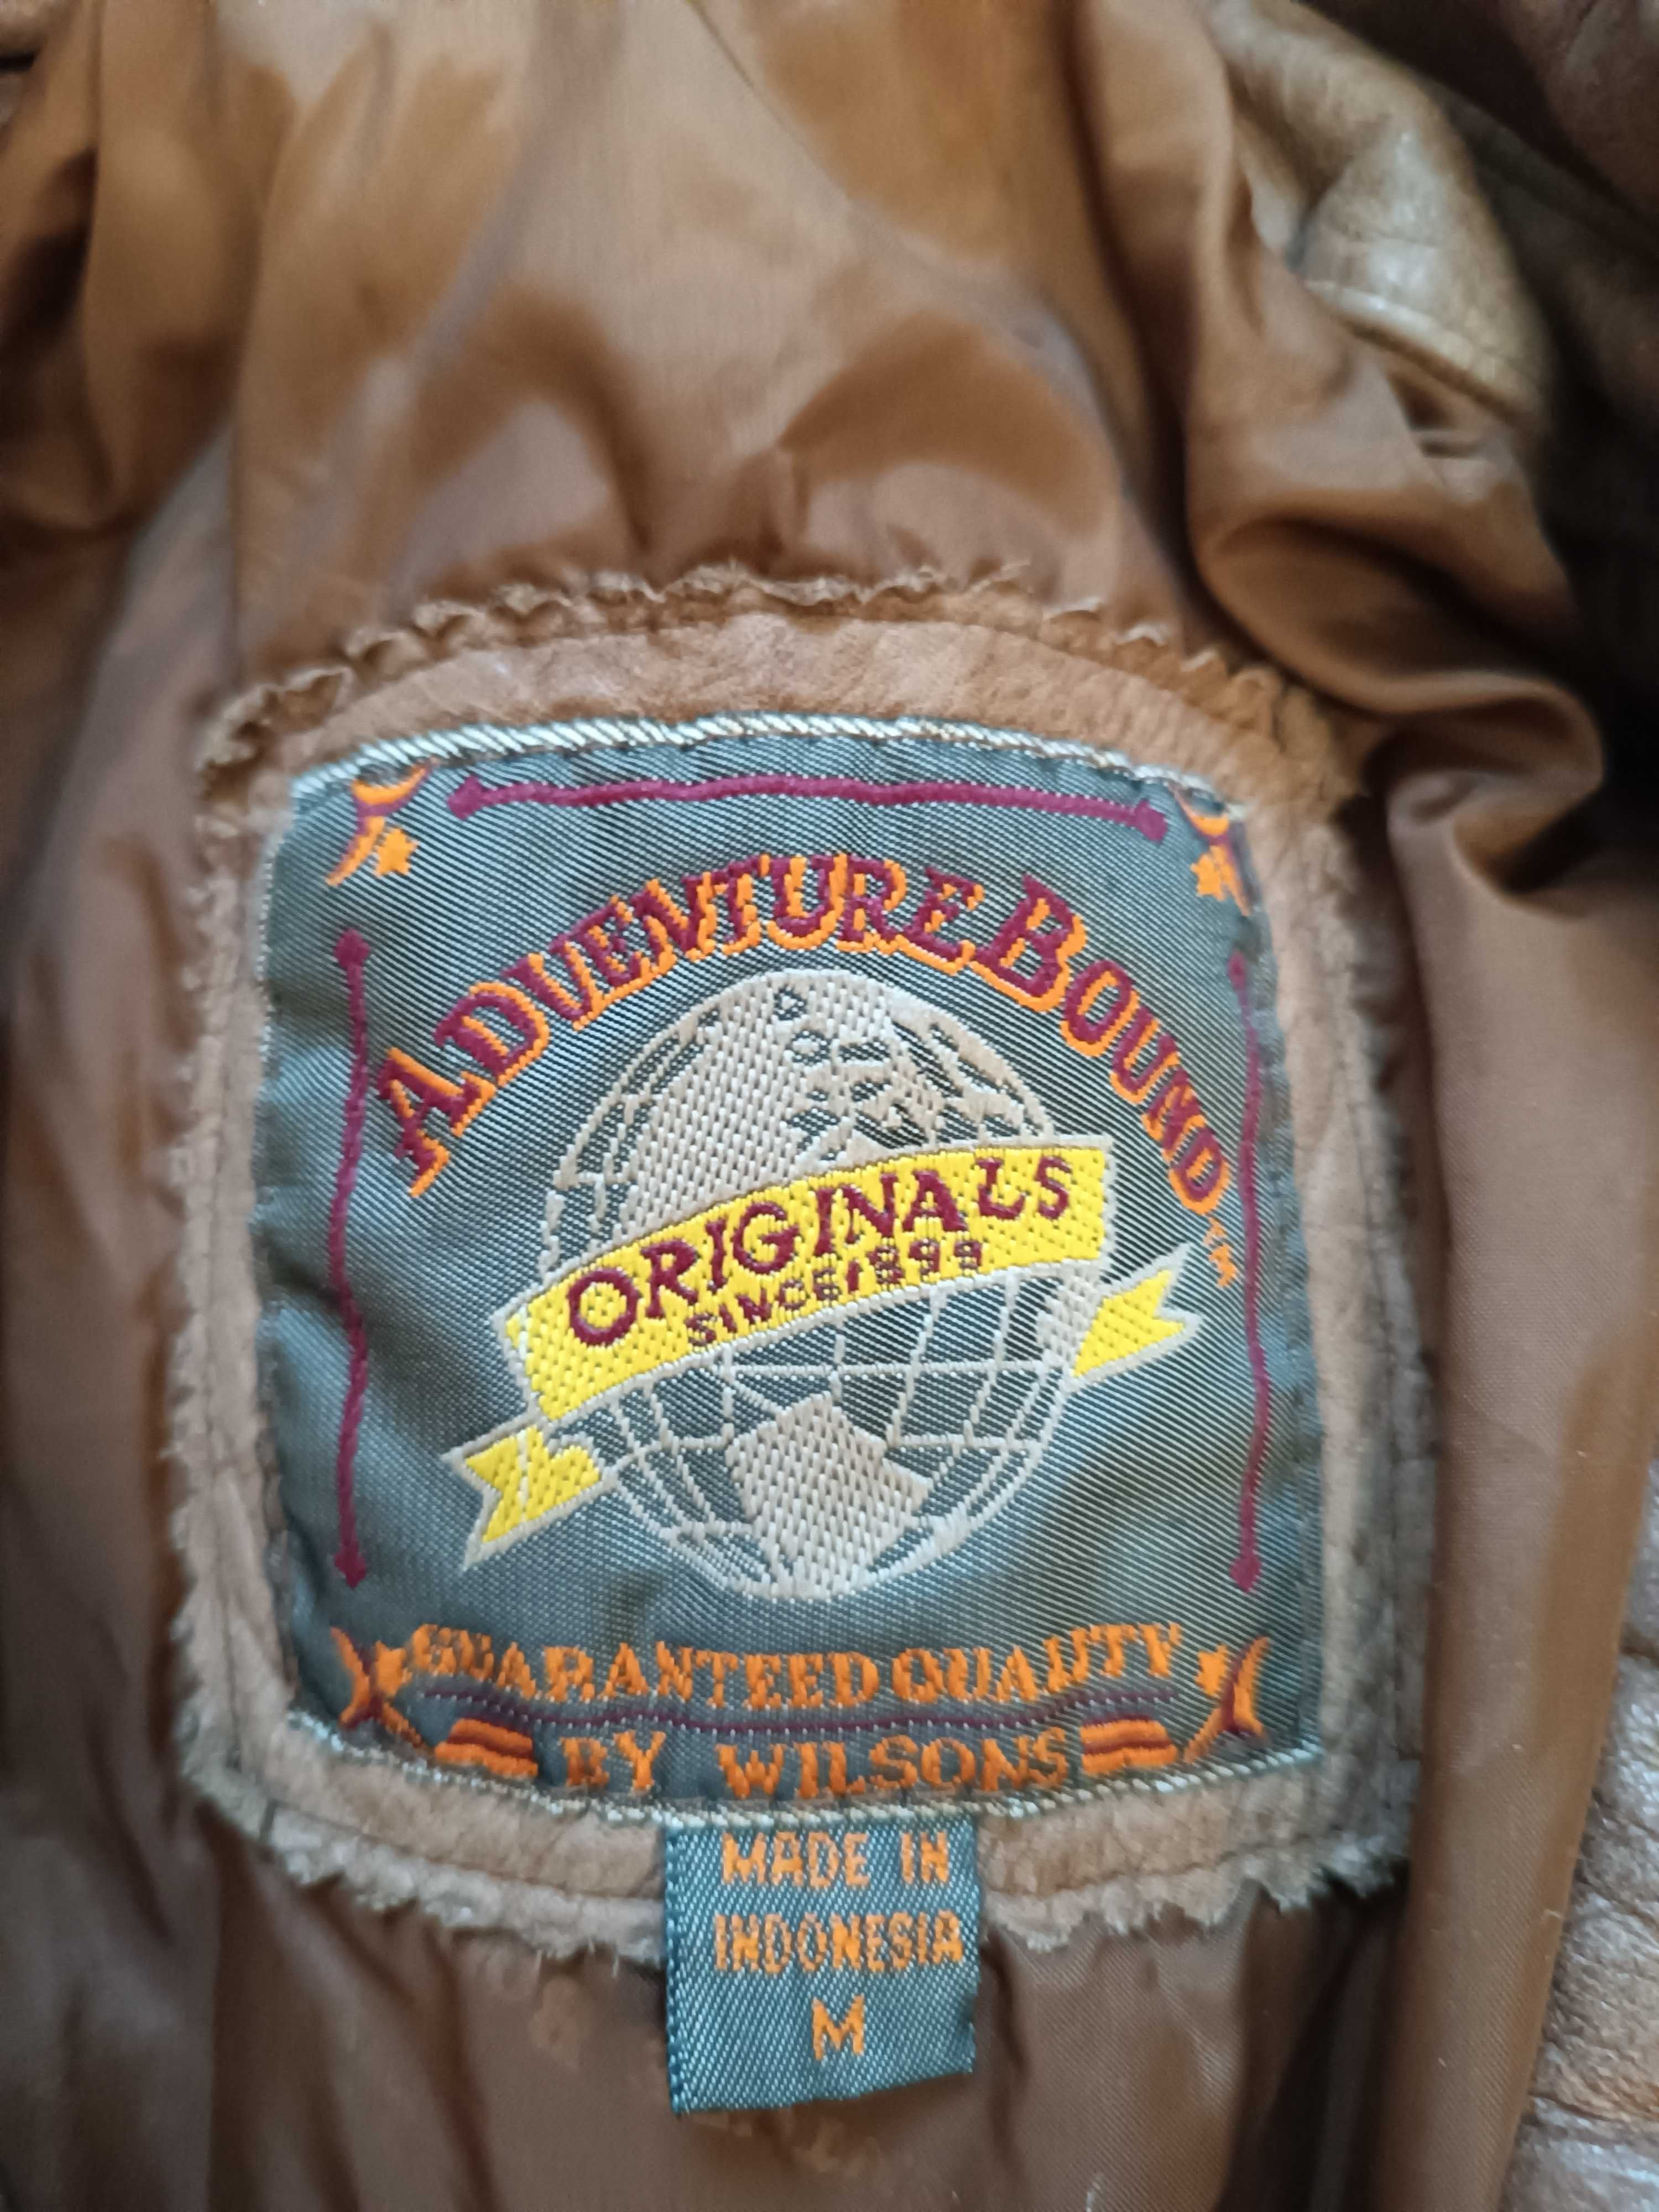 ADVENTURE BOUND™
ORIGINALS
SINCE 1899
GUARANTEED QUALITY
BY WILSONS
MADE IN
INDONESIA
M